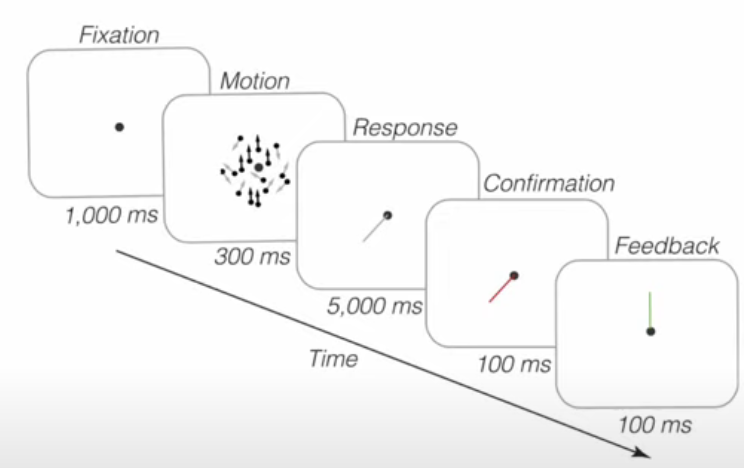 Fixation
1,000 ms
Motion
300 ms
Response
5,000 ms
Confirmation
100 ms
Feedback
100 ms
Time